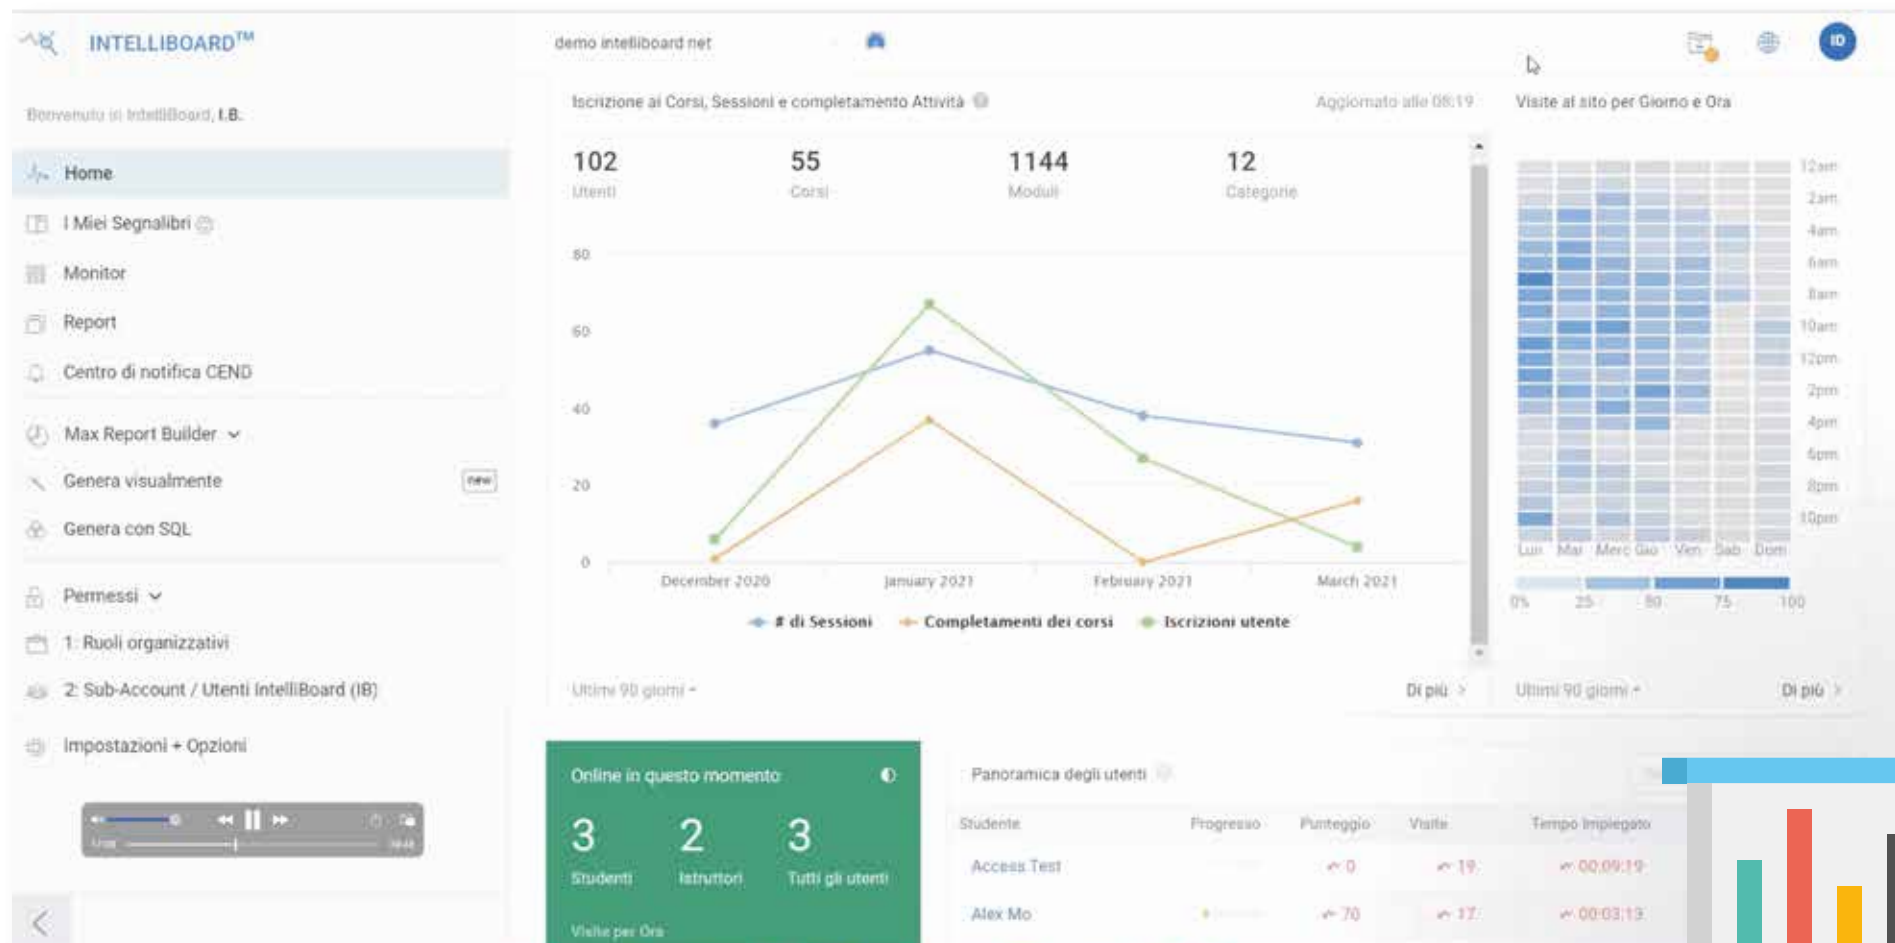 INTELLIBOARD™
demo intelliboard net
ID
Benvenuto in IntelliBoard, I.B.
Home
I Miei Segnalibri
Monitor
Report
Centro di notifica CEND
Max Report Builder
Genera visualmente
new
Genera con SQL
Permessi
1: Ruoli organizzativi
2: Sub-Account / Utenti IntelliBoard (IB)
Impostazioni + Opzioni
Iscrizione ai Corsi, Sessioni e completamento Attività
Aggiornato alle 08:19
102
55
1144
12
Utenti
Corsi
Moduli
Categorie
80
60
40
20
0
December 2020
January 2021
February 2021
March 2021
# di Sessioni
Completamenti dei corsi
Iscrizioni utente
Ultimi 90 giorni
Di più >
Visite al sito per Giorno e Ora
12am
2am
4am
6am
8am
10am
12pm
2pm
4pm
6pm
8pm
10pm
Lun Mar Merc Gio Ven Sab Dom
0% 25 50 75 100
Ultimi 90 giorni
Di più >
Online in questo momento
3
2
3
Studenti
Istruttori
Tutti gli utenti
Visite per Ora
Panoramica degli utenti
Studente Progresso Punteggio Visite Tempo Impiegato
Access Test 0 19 00:09:19
Alex Mo 70 17 00:03:13